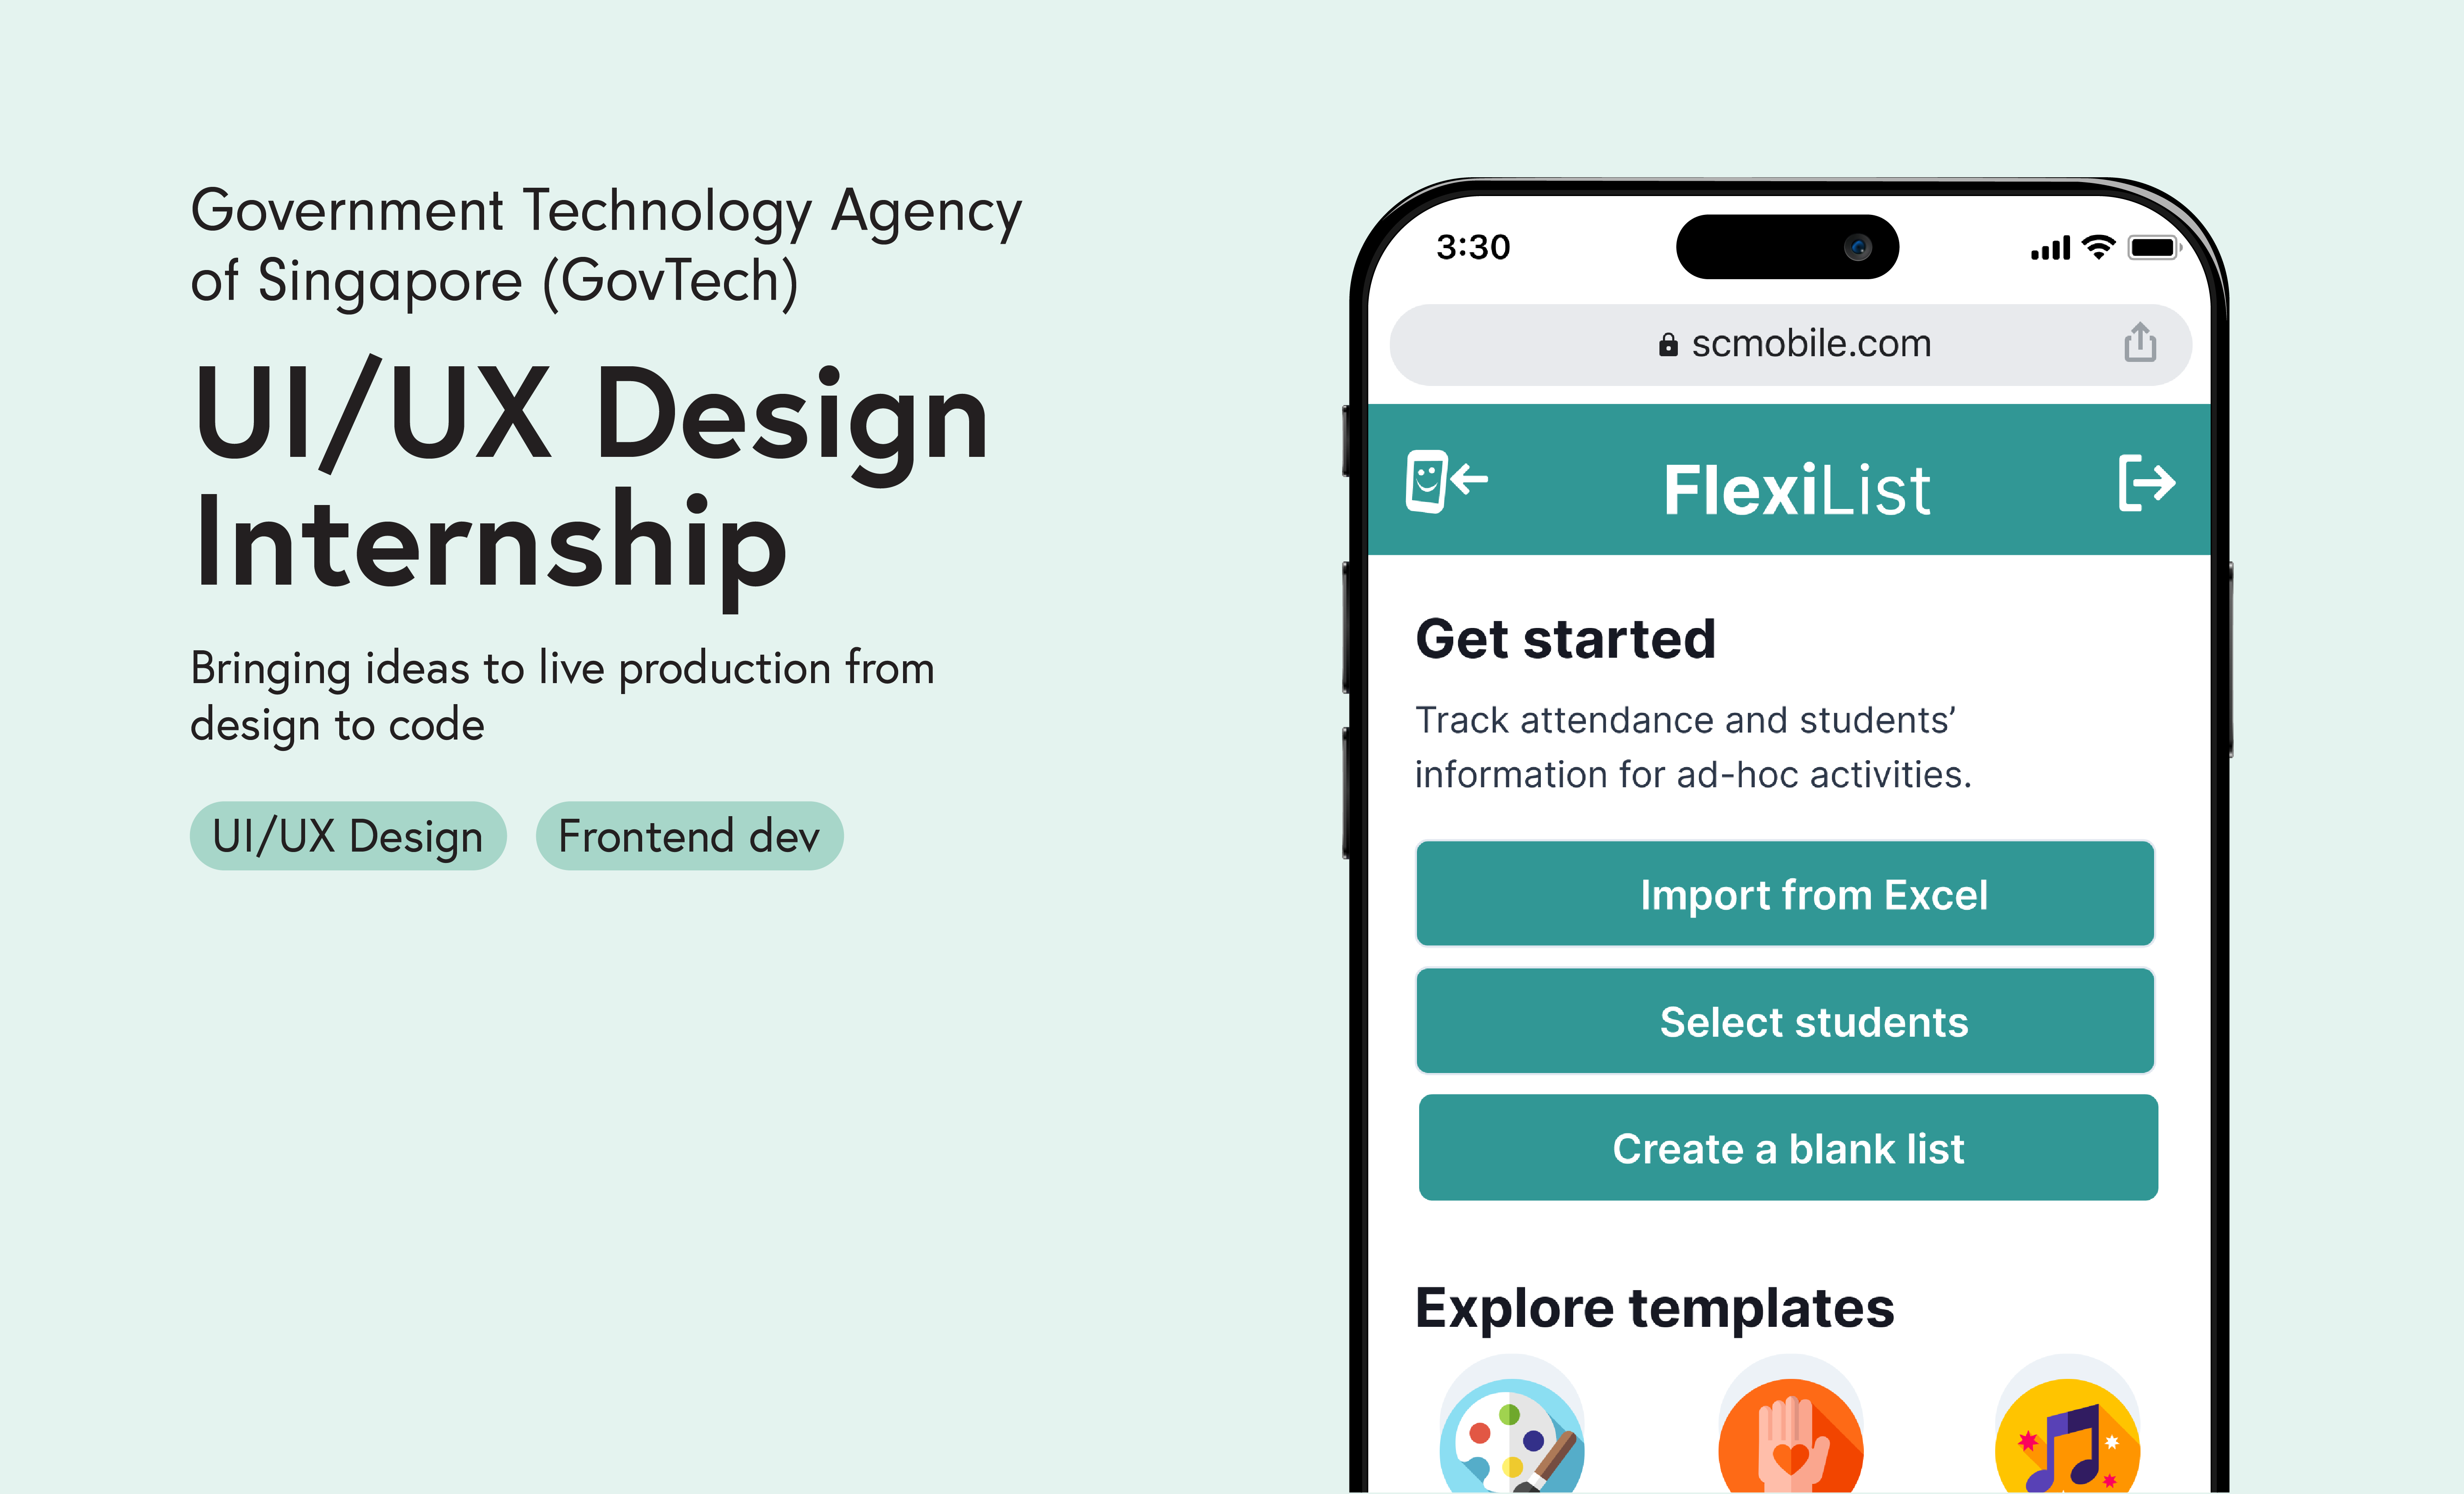 Government Technology Agency
of Singapore (GovTech)
UI/UX Design
Internship
Bringing ideas to live production from
design to code
UI/UX Design
Frontend dev
3:30
scmobile.com
FlexiList
Get started
Track attendance and students’
information for ad-hoc activities.
Import from Excel
Select students
Create a blank list
Explore templates